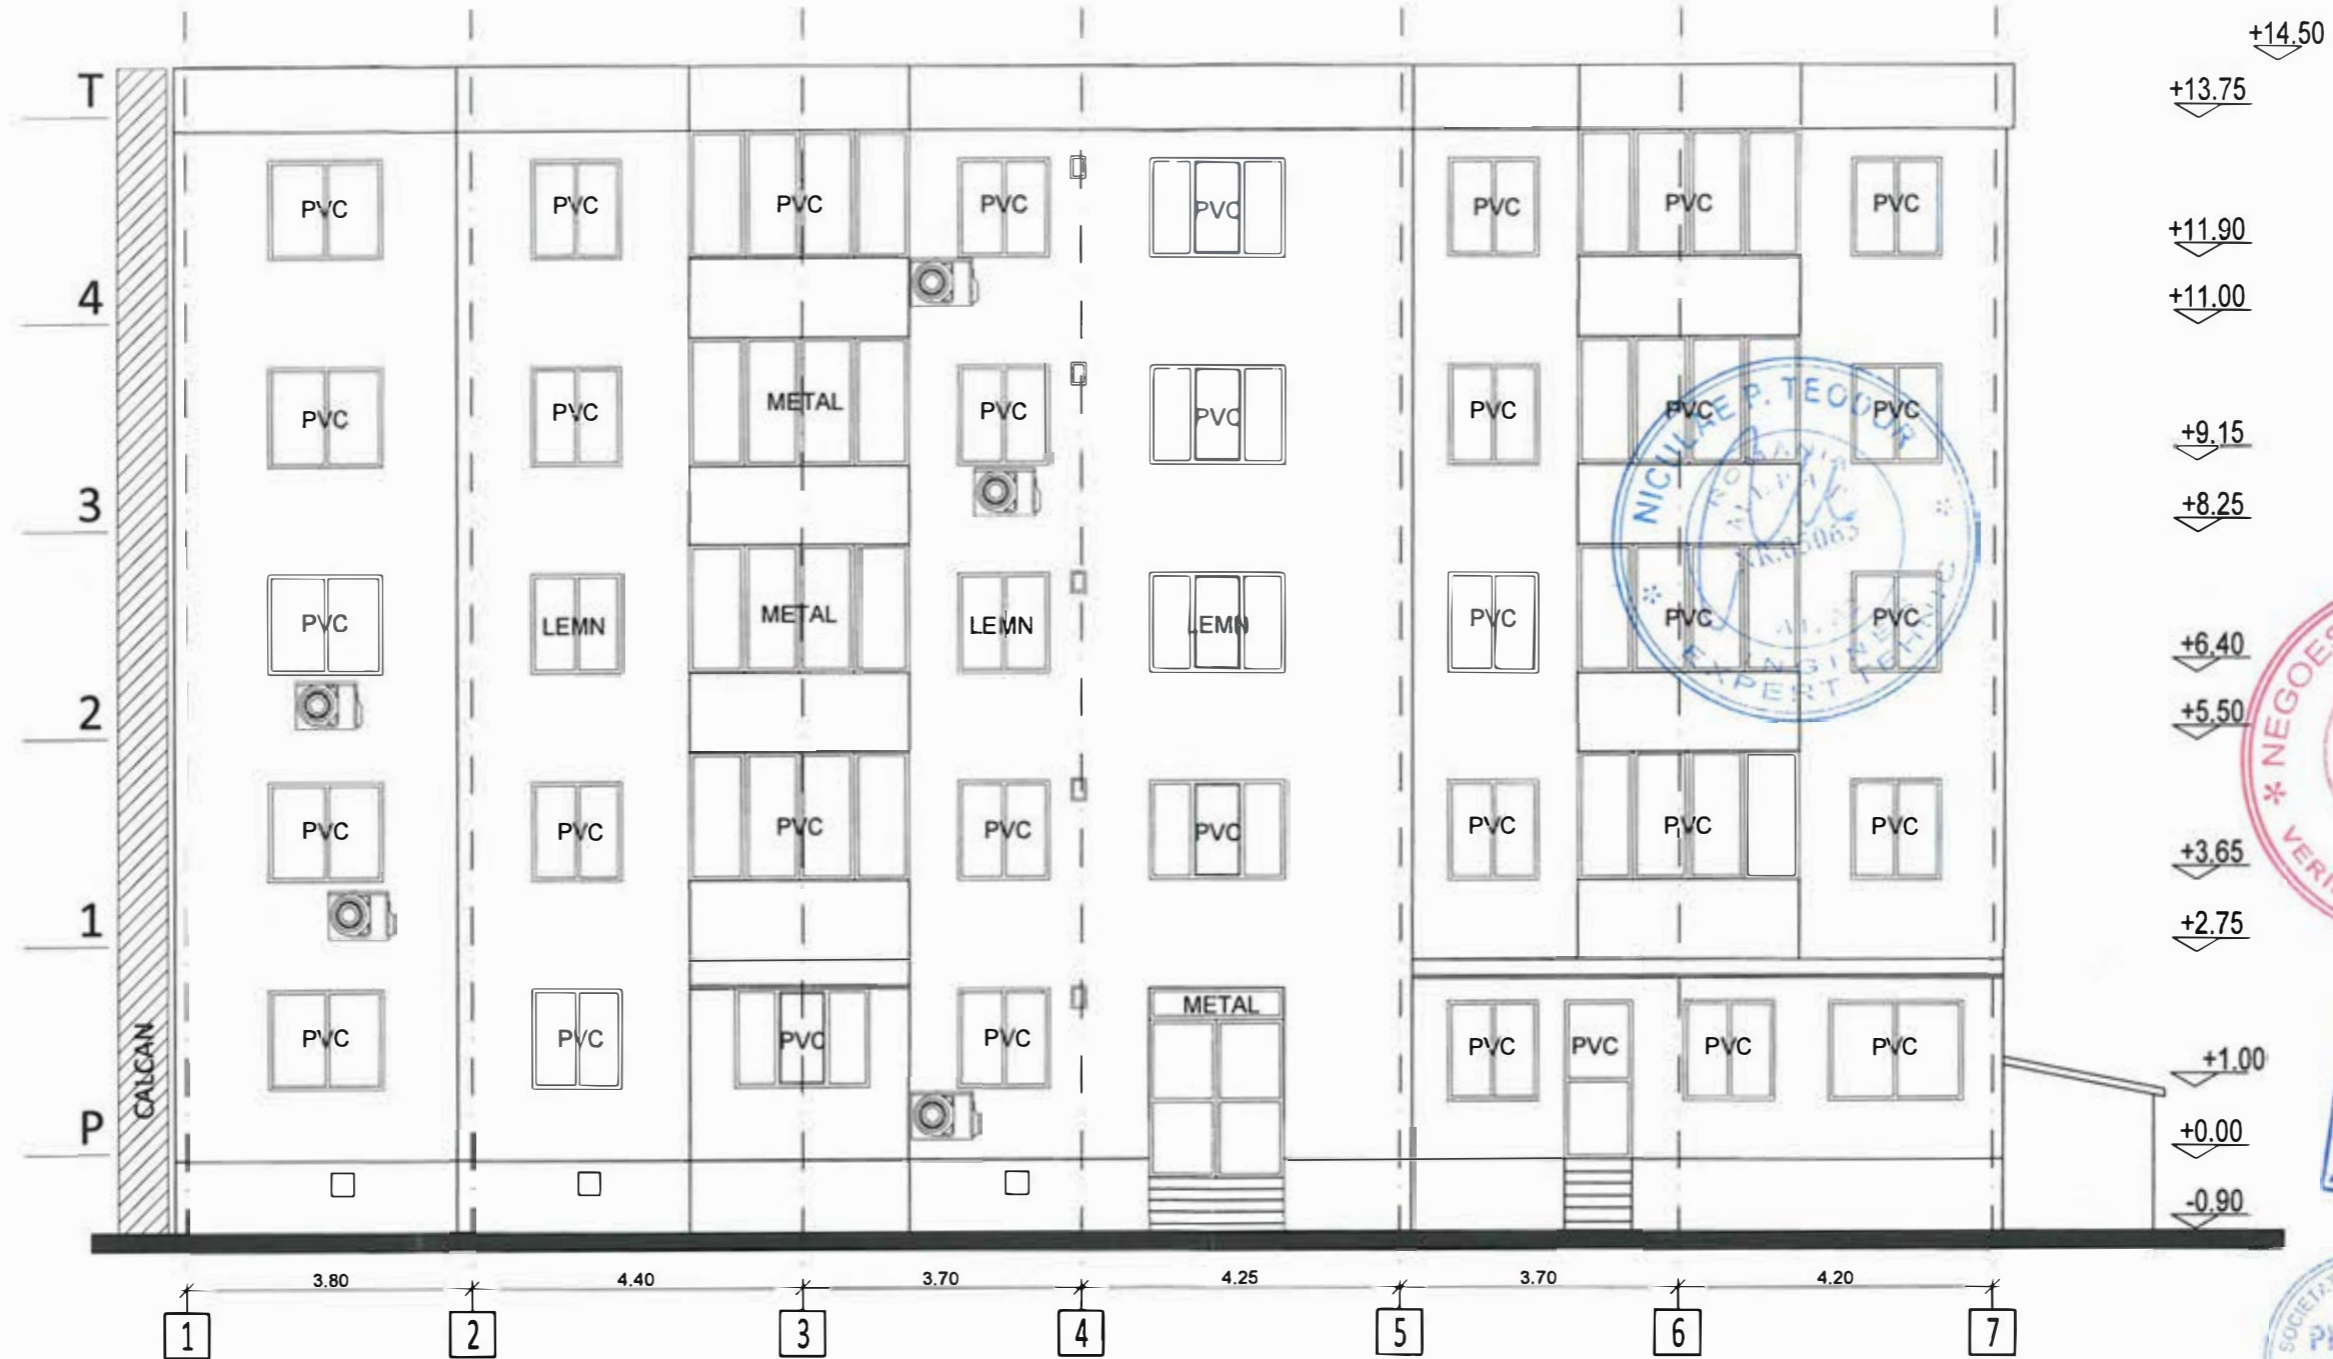 +14.50
T
+13.75
PVC PVC PVC PVC PVC PVC PVC PVC
+11.90
4
+11.00
PVC PVC METAL PVC PVC PVC PVC PVC
+9.15
3
+8.25
PVC LEMN METAL LEMN LEMN PVC PVC PVC
+6.40
2
+5.50
PVC PVC PVC PVC PVC PVC PVC PVC
+3.65
1
+2.75
METAL
PVC PVC PVC PVC PVC PVC PVC PVC
+1.00
CALCAN
P
+0.00
-0.90
3.80 4.40 3.70 4.25 3.70 4.20
1 2 3 4 5 6 7
NICULAE P. TEODOR
EXPERT TEHNIC
* NEGOES
VERI
SOCIETA